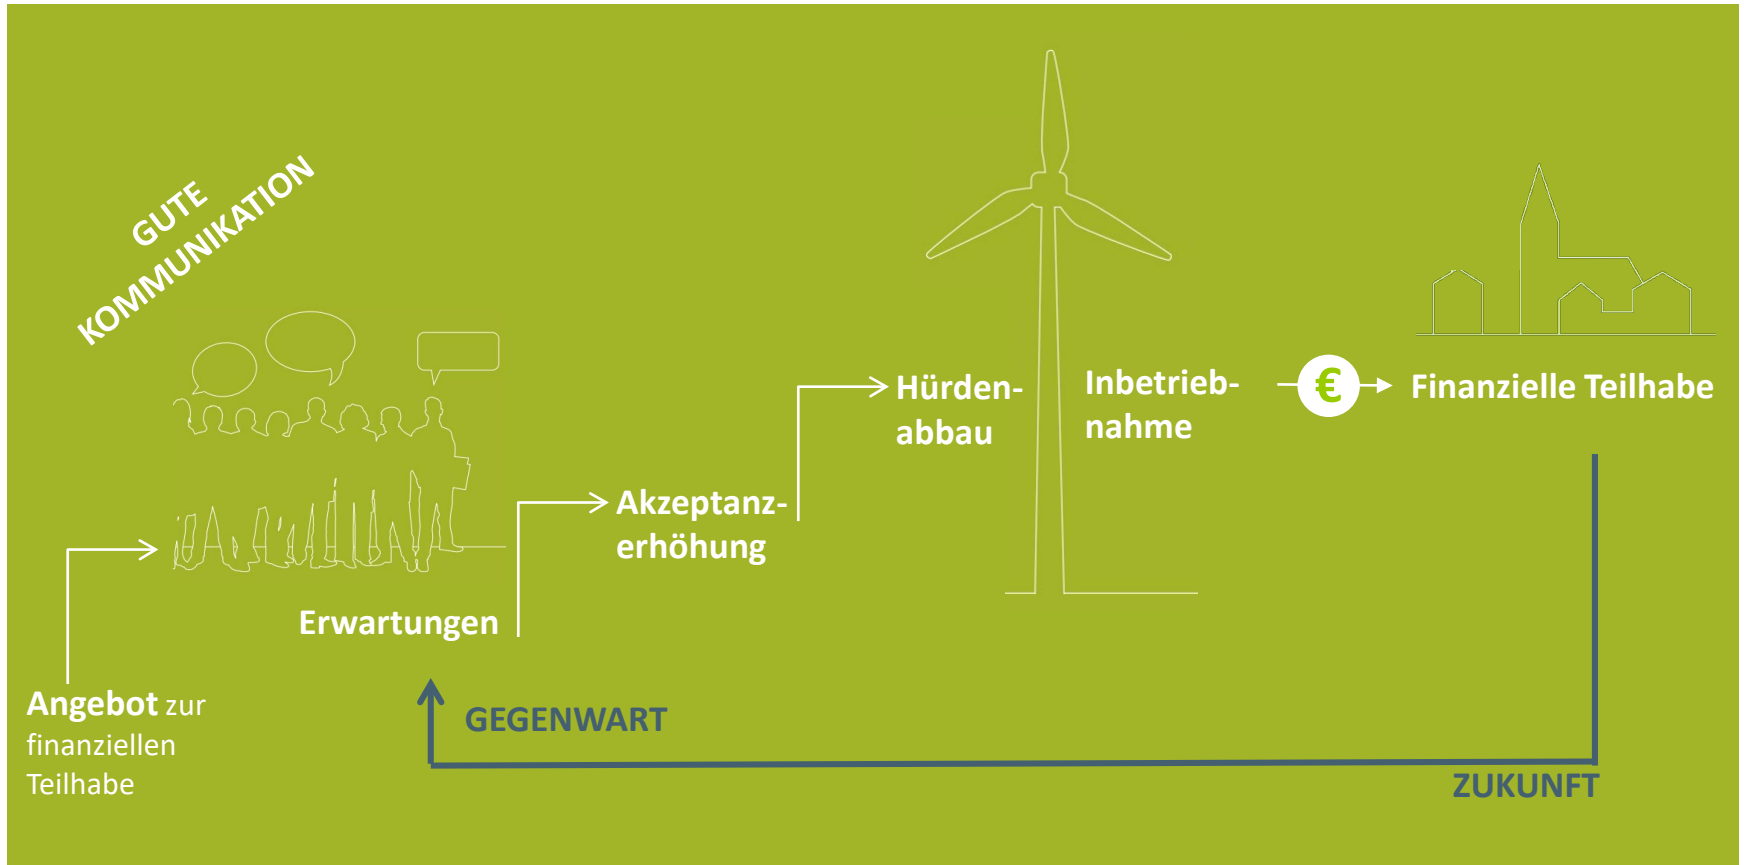 GUTE
KOMMUNIKATION
Angebot zur
finanziellen
Teilhabe
Erwartungen
Akzeptanz-
erhöhung
Hürden-
abbau
Inbetrieb-
nahme
€
Finanzielle Teilhabe
GEGENWART
ZUKUNFT